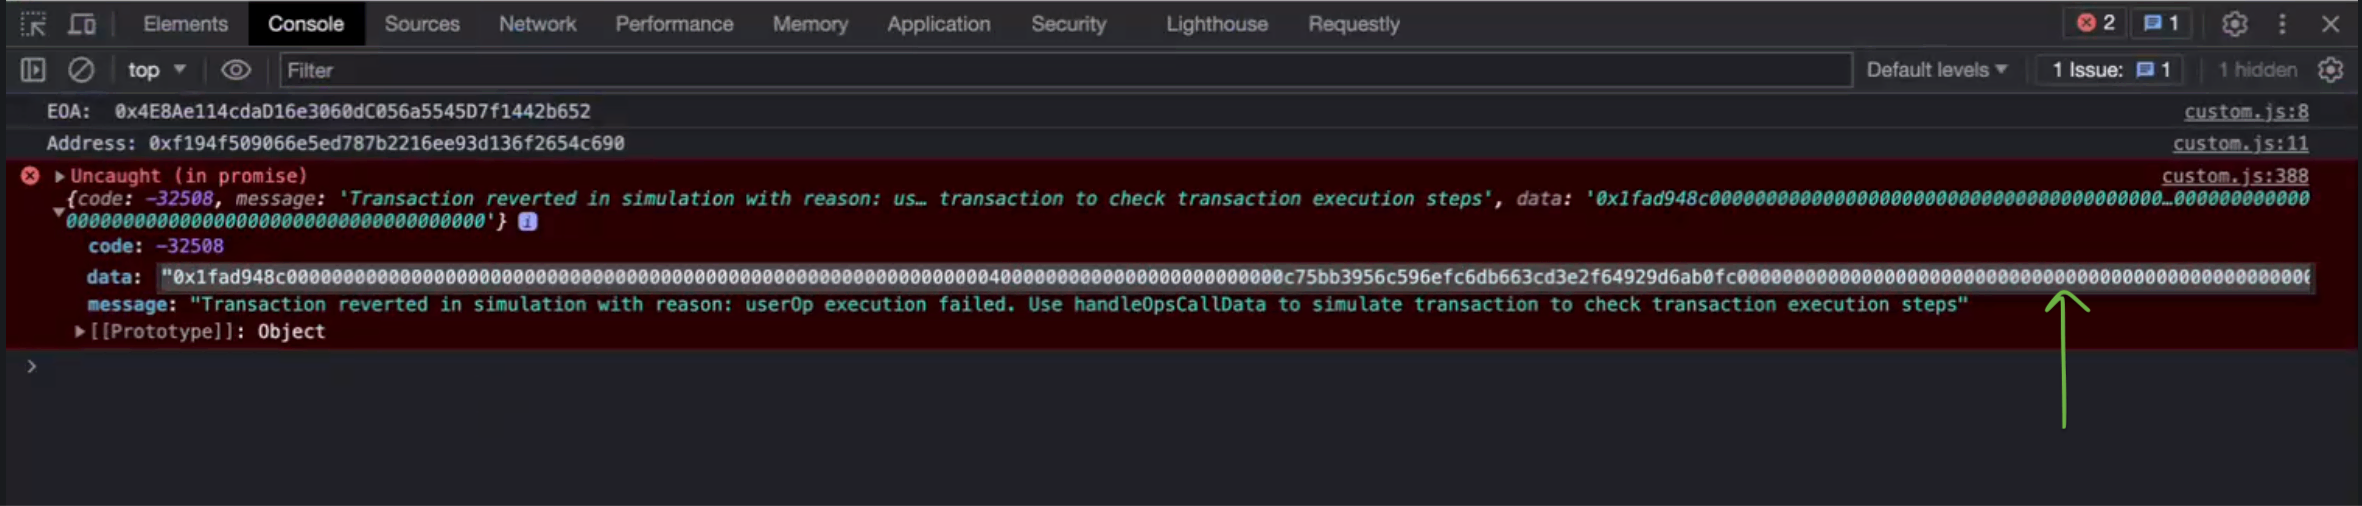 Elements Console Sources Network Performance Memory Application Security Lighthouse Requestly 2 1
top Filter Default levels 1 Issue: 1 1 hidden
EOA: 0x4E8Ae114cdaD16e3060dC056a5545D7f1442b652 custom.js:8
Address: 0xf194f509066e5ed787b2216ee93d136f2654c690 custom.js:11
Uncaught (in promise) custom.js:388
{code: -32508, message: 'Transaction reverted in simulation with reason: us… transaction to check transaction execution steps', data: '0x1fad948c0000000000000000000000000000000000000000…000000000000
0000000000000000000000000000000000000'} i
code: -32508
data: "0x1fad948c0000000000000000000000000000000000000000000000000000000000000040000000000000000000000000c75bb3956c596efc6db663cd3e2f64929d6ab0fc00000000000000000000000000000000000000000000000000
message: "Transaction reverted in simulation with reason: userOp execution failed. Use handleOpsCallData to simulate transaction to check transaction execution steps"
[[Prototype]]: Object